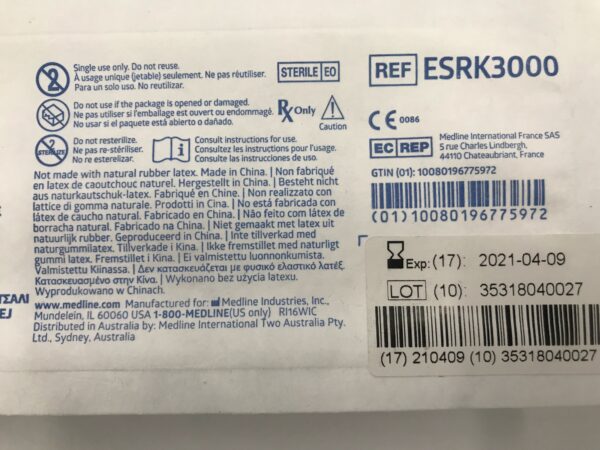 Single use only. Do not reuse.
À usage unique (jetable) seulement. Ne pas réutiliser.
Para un solo uso. No reutilizar.
2
STERILE EO
REF ESRK3000
Do not use if the package is opened or damaged.
Ne pas utiliser si l'emballage est ouvert ou endommagé.
No usar si el paquete está abierto o dañado.
Rx Only
Caution
CE 0086
Do not resterilize.
Ne pas re-stériliser.
No re esterelizar.
2
STERILIZE
Consult instructions for use.
Consultez les instructions pour l'usage.
Consulte las instrucciones de uso.
EC REP
Medline International France SAS
5 rue Charles Lindbergh,
44110 Chateaubriant, France
GTIN (01): 10080196775972
(01)10080196775972
Not made with natural rubber latex. Made in China. | Non fabriqué
en latex de caoutchouc naturel. Hergestellt in China. | Besteht nicht
aus naturkautschuk-latex. Fabriqué en Chine. | Non realizzato con
lattice di gomma naturale. Prodotti in Cina. | No está fabricada con
látex de caucho natural. Fabricado en China. | Não feito com látex de
borracha natural. Fabricado na China. | Niet gemaakt met latex uit
natuurlijk rubber. Geproduceerd in China. | Inte tillverkad med
naturgummilatex. Tillverkade i Kina. | Ikke fremstillet med naturligt
gummi latex. Fremstillet i Kina. | Ei valmistettu luonnonkumista.
Valmistettu Kiinassa. | Δεν κατασκευάζεται με φυσικό ελαστικό λατέξ.
Κατασκευασμένο στην Κίνα. | Wykonano bez użycia latexu.
Wyprodukowano w Chinach.
www.medline.com Manufactured for: Medline Industries, Inc.,
Mundelein, IL 60060 USA 1-800-MEDLINE(US only) RI16WIC
Distributed in Australia by: Medline International Two Australia Pty.
Ltd., Sydney, Australia
Exp: (17): 2021-04-09
LOT (10): 35318040027
(17) 210409 (10) 35318040027